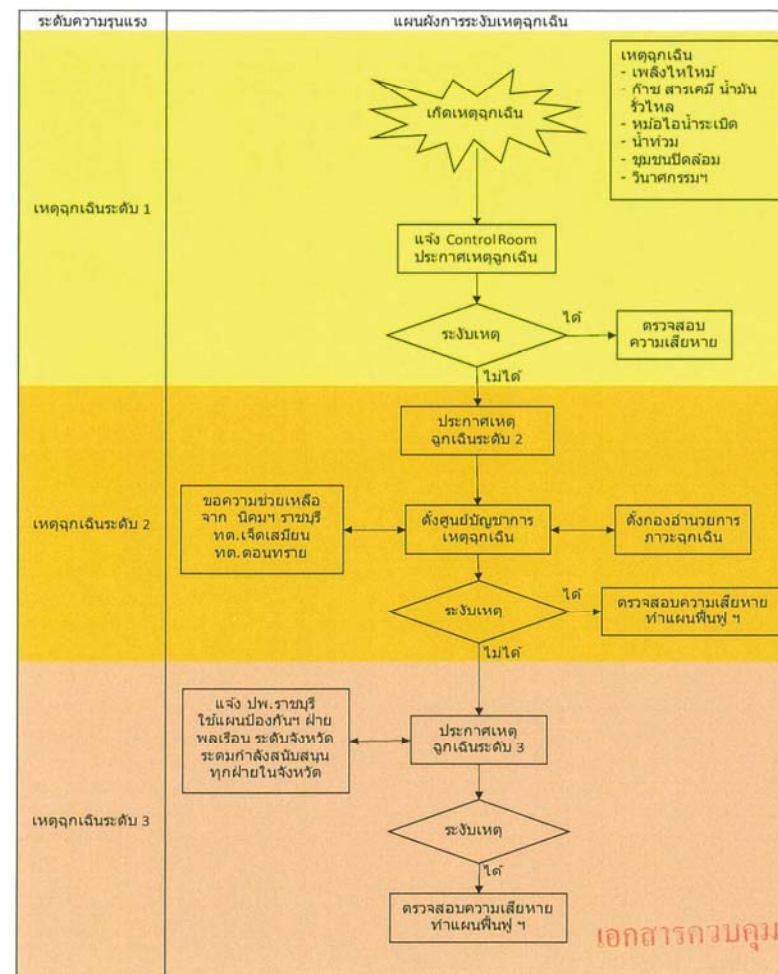 ระดับความรุนแรง
แผนผังการระงับเหตุฉุกเฉิน
เหตุฉุกเฉินระดับ 1
เกิดเหตุฉุกเฉิน
เหตุฉุกเฉิน
- เพลิงไหใหม้
- ก๊าซ สารเคมี น้ำมัน
รั่วไหล
- หม้อไอน้ำระเบิด
- น้ำท่วม
- ชุมชนปิดล้อม
- วินาศกรรมฯ
แจ้ง Control Room
ประกาศเหตุฉูกเฉิน
ระงับเหตุ
ได้
ตรวจสอบ
ความเสียหาย
ไม่ได้
เหตุฉุกเฉินระดับ 2
ประกาศเหตุ
ฉูกเฉินระดับ 2
ขอความช่วยเหลือ
จาก นิคมฯ ราชบุรี
ทต.เจ็ดเสมียน
ทต.ดอนทราย
ตั้งศูนย์บัญชาการ
เหตุฉูกเฉิน
ตั้งกองอำนวยการ
ภาวะฉูกเฉิน
ระงับเหตุ
ได้
ตรวจสอบความเสียหาย
ทำแผนฟื้นฟู ฯ
ไม่ได้
เหตุฉุกเฉินระดับ 3
แจ้ง ปพ.ราชบุรี
ใช้แผนป้องกันฯ ฝ่าย
พลเรือน ระดับจังหวัด
ระดมกำลังสนับสนุน
ทุกฝ่ายในจังหวัด
ประกาศเหตุ
ฉูกเฉินระดับ 3
ระงับเหตุ
ได้
ตรวจสอบความเสียหาย
ทำแผนฟื้นฟู ฯ
เอกสารควบคุม